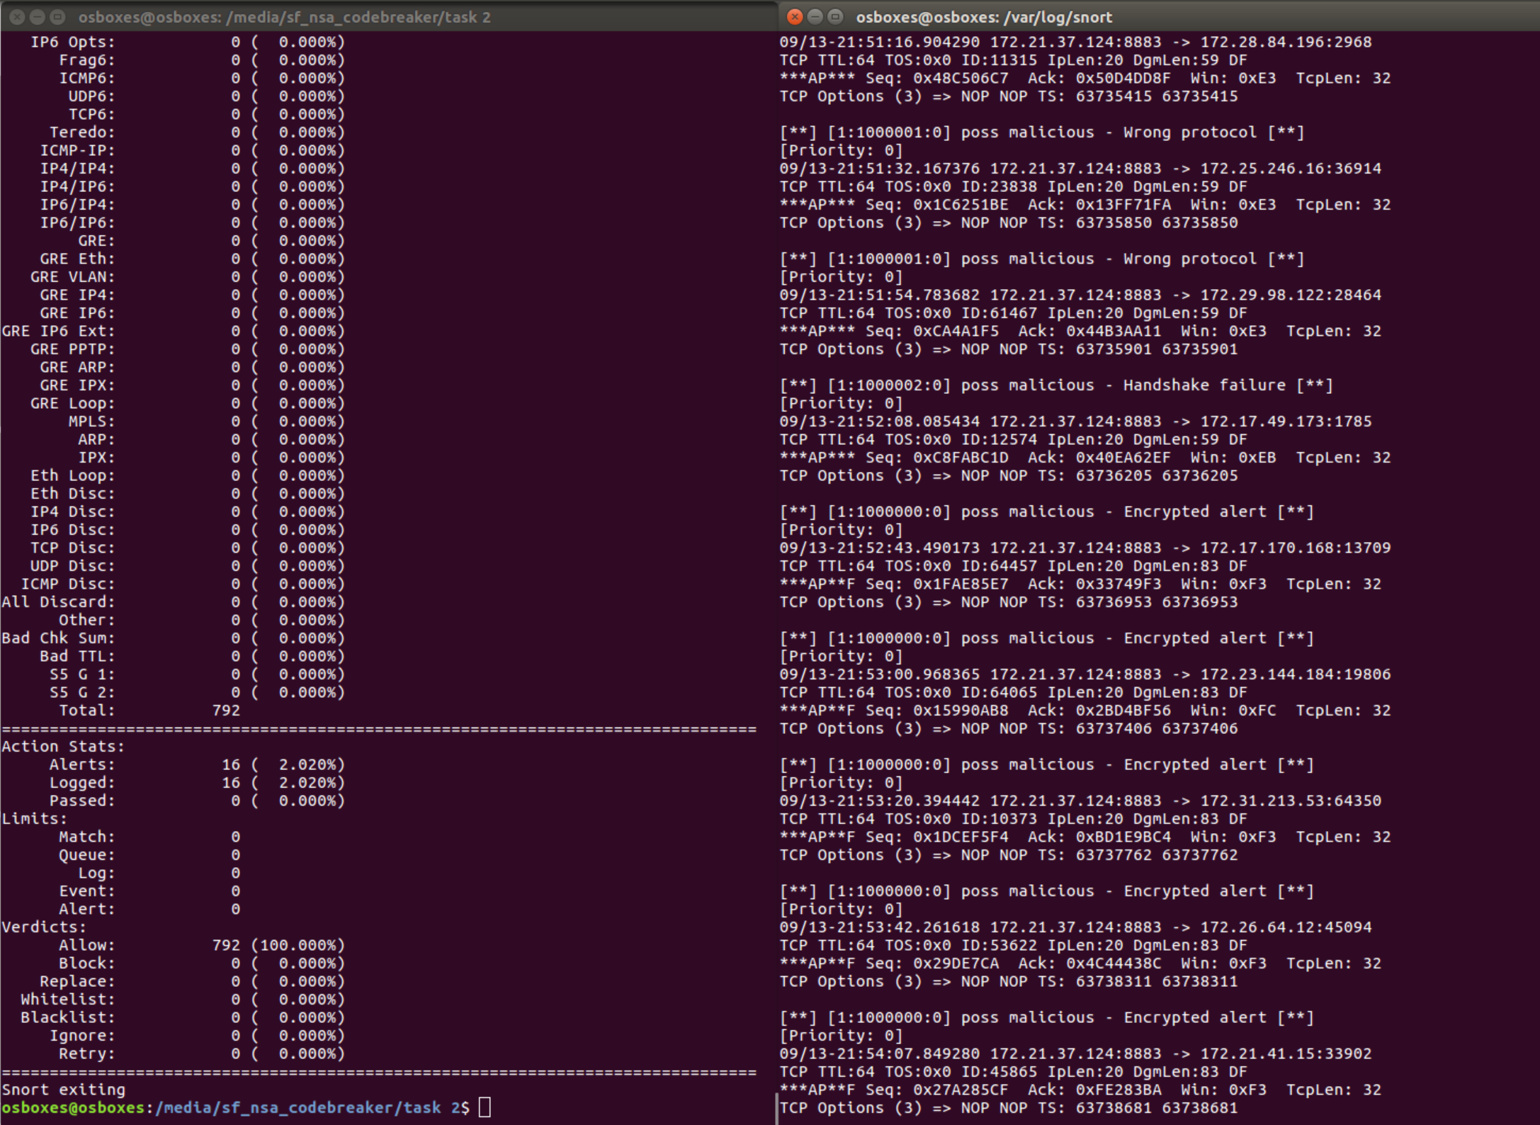 osboxes@osboxes: /media/sf_nsa_codebreaker/task 2
IP6 Opts:            0 (  0.000%)
Frag6:            0 (  0.000%)
ICMP6:            0 (  0.000%)
UDP6:            0 (  0.000%)
TCP6:            0 (  0.000%)
Teredo:            0 (  0.000%)
ICMP-IP:            0 (  0.000%)
IP4/IP4:            0 (  0.000%)
IP4/IP6:            0 (  0.000%)
IP6/IP4:            0 (  0.000%)
IP6/IP6:            0 (  0.000%)
GRE:            0 (  0.000%)
GRE Eth:            0 (  0.000%)
GRE VLAN:            0 (  0.000%)
GRE IP4:            0 (  0.000%)
GRE IP6:            0 (  0.000%)
GRE IP6 Ext:            0 (  0.000%)
GRE PPTP:            0 (  0.000%)
GRE ARP:            0 (  0.000%)
GRE IPX:            0 (  0.000%)
GRE Loop:            0 (  0.000%)
MPLS:            0 (  0.000%)
ARP:            0 (  0.000%)
IPX:            0 (  0.000%)
Eth Loop:            0 (  0.000%)
Eth Disc:            0 (  0.000%)
IP4 Disc:            0 (  0.000%)
IP6 Disc:            0 (  0.000%)
TCP Disc:            0 (  0.000%)
UDP Disc:            0 (  0.000%)
ICMP Disc:            0 (  0.000%)
All Discard:            0 (  0.000%)
Other:            0 (  0.000%)
Bad Chk Sum:            0 (  0.000%)
Bad TTL:            0 (  0.000%)
S5 G 1:            0 (  0.000%)
S5 G 2:            0 (  0.000%)
Total:          792
===============================================================================
Action Stats:
Alerts:           16 (  2.020%)
Logged:           16 (  2.020%)
Passed:            0 (  0.000%)
Limits:
Match:            0
Queue:            0
Log:            0
Event:            0
Alert:            0
Verdicts:
Allow:          792 (100.000%)
Block:            0 (  0.000%)
Replace:            0 (  0.000%)
Whitelist:            0 (  0.000%)
Blacklist:            0 (  0.000%)
Ignore:            0 (  0.000%)
Retry:            0 (  0.000%)
===============================================================================
Snort exiting
osboxes@osboxes:/media/sf_nsa_codebreaker/task 2$
osboxes@osboxes: /var/log/snort
09/13-21:51:16.904290 172.21.37.124:8883 -> 172.28.84.196:2968
TCP TTL:64 TOS:0x0 ID:11315 IpLen:20 DgmLen:59 DF
***AP*** Seq: 0x48C506C7  Ack: 0x50D4DD8F  Win: 0xE3  TcpLen: 32
TCP Options (3) => NOP NOP TS: 63735415 63735415
[**] [1:1000001:0] poss malicious - Wrong protocol [**]
[Priority: 0]
09/13-21:51:32.167376 172.21.37.124:8883 -> 172.25.246.16:36914
TCP TTL:64 TOS:0x0 ID:23838 IpLen:20 DgmLen:59 DF
***AP*** Seq: 0x1C6251BE  Ack: 0x13FF71FA  Win: 0xE3  TcpLen: 32
TCP Options (3) => NOP NOP TS: 63735850 63735850
[**] [1:1000001:0] poss malicious - Wrong protocol [**]
[Priority: 0]
09/13-21:51:54.783682 172.21.37.124:8883 -> 172.29.98.122:28464
TCP TTL:64 TOS:0x0 ID:61467 IpLen:20 DgmLen:59 DF
***AP*** Seq: 0xCA4A1F5  Ack: 0x44B3AA11  Win: 0xE3  TcpLen: 32
TCP Options (3) => NOP NOP TS: 63735901 63735901
[**] [1:1000002:0] poss malicious - Handshake failure [**]
[Priority: 0]
09/13-21:52:08.085434 172.21.37.124:8883 -> 172.17.49.173:1785
TCP TTL:64 TOS:0x0 ID:12574 IpLen:20 DgmLen:59 DF
***AP*** Seq: 0xC8FABC1D  Ack: 0x40EA62EF  Win: 0xEB  TcpLen: 32
TCP Options (3) => NOP NOP TS: 63736205 63736205
[**] [1:1000000:0] poss malicious - Encrypted alert [**]
[Priority: 0]
09/13-21:52:43.490173 172.21.37.124:8883 -> 172.17.170.168:13709
TCP TTL:64 TOS:0x0 ID:64457 IpLen:20 DgmLen:83 DF
***AP**F Seq: 0x1FAE85E7  Ack: 0x33749F3  Win: 0xF3  TcpLen: 32
TCP Options (3) => NOP NOP TS: 63736953 63736953
[**] [1:1000000:0] poss malicious - Encrypted alert [**]
[Priority: 0]
09/13-21:53:00.968365 172.21.37.124:8883 -> 172.23.144.184:19806
TCP TTL:64 TOS:0x0 ID:64065 IpLen:20 DgmLen:83 DF
***AP**F Seq: 0x15990AB8  Ack: 0x2BD4BF56  Win: 0xFC  TcpLen: 32
TCP Options (3) => NOP NOP TS: 63737406 63737406
[**] [1:1000000:0] poss malicious - Encrypted alert [**]
[Priority: 0]
09/13-21:53:20.394442 172.21.37.124:8883 -> 172.31.213.53:64350
TCP TTL:64 TOS:0x0 ID:10373 IpLen:20 DgmLen:83 DF
***AP**F Seq: 0x1DCEF5F4  Ack: 0xBD1E9BC4  Win: 0xF3  TcpLen: 32
TCP Options (3) => NOP NOP TS: 63737762 63737762
[**] [1:1000000:0] poss malicious - Encrypted alert [**]
[Priority: 0]
09/13-21:53:42.261618 172.21.37.124:8883 -> 172.26.64.12:45094
TCP TTL:64 TOS:0x0 ID:53622 IpLen:20 DgmLen:83 DF
***AP**F Seq: 0x29DE7CA  Ack: 0x4C44438C  Win: 0xF3  TcpLen: 32
TCP Options (3) => NOP NOP TS: 63738311 63738311
[**] [1:1000000:0] poss malicious - Encrypted alert [**]
[Priority: 0]
09/13-21:54:07.849280 172.21.37.124:8883 -> 172.21.41.15:33902
TCP TTL:64 TOS:0x0 ID:45865 IpLen:20 DgmLen:83 DF
***AP**F Seq: 0x27A285CF  Ack: 0xFE283BA  Win: 0xF3  TcpLen: 32
TCP Options (3) => NOP NOP TS: 63738681 63738681